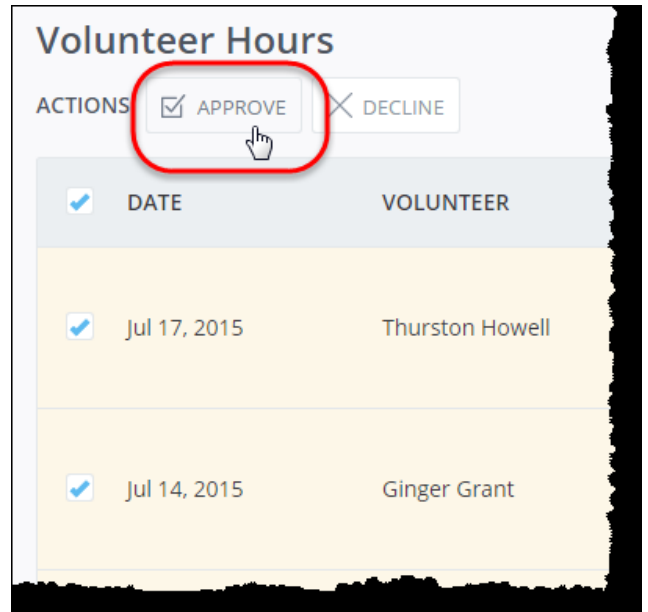 Volunteer Hours
ACTIONS APPROVE DECLINE
DATE VOLUNTEER
Jul 17, 2015 Thurston Howell
Jul 14, 2015 Ginger Grant